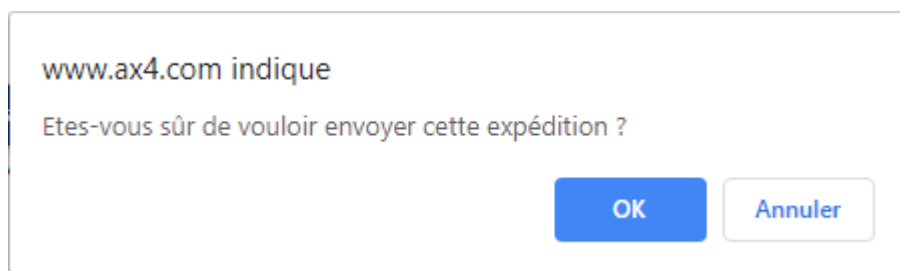 www.ax4.com indique
Etes-vous sûr de vouloir envoyer cette expédition ?
OK
Annuler